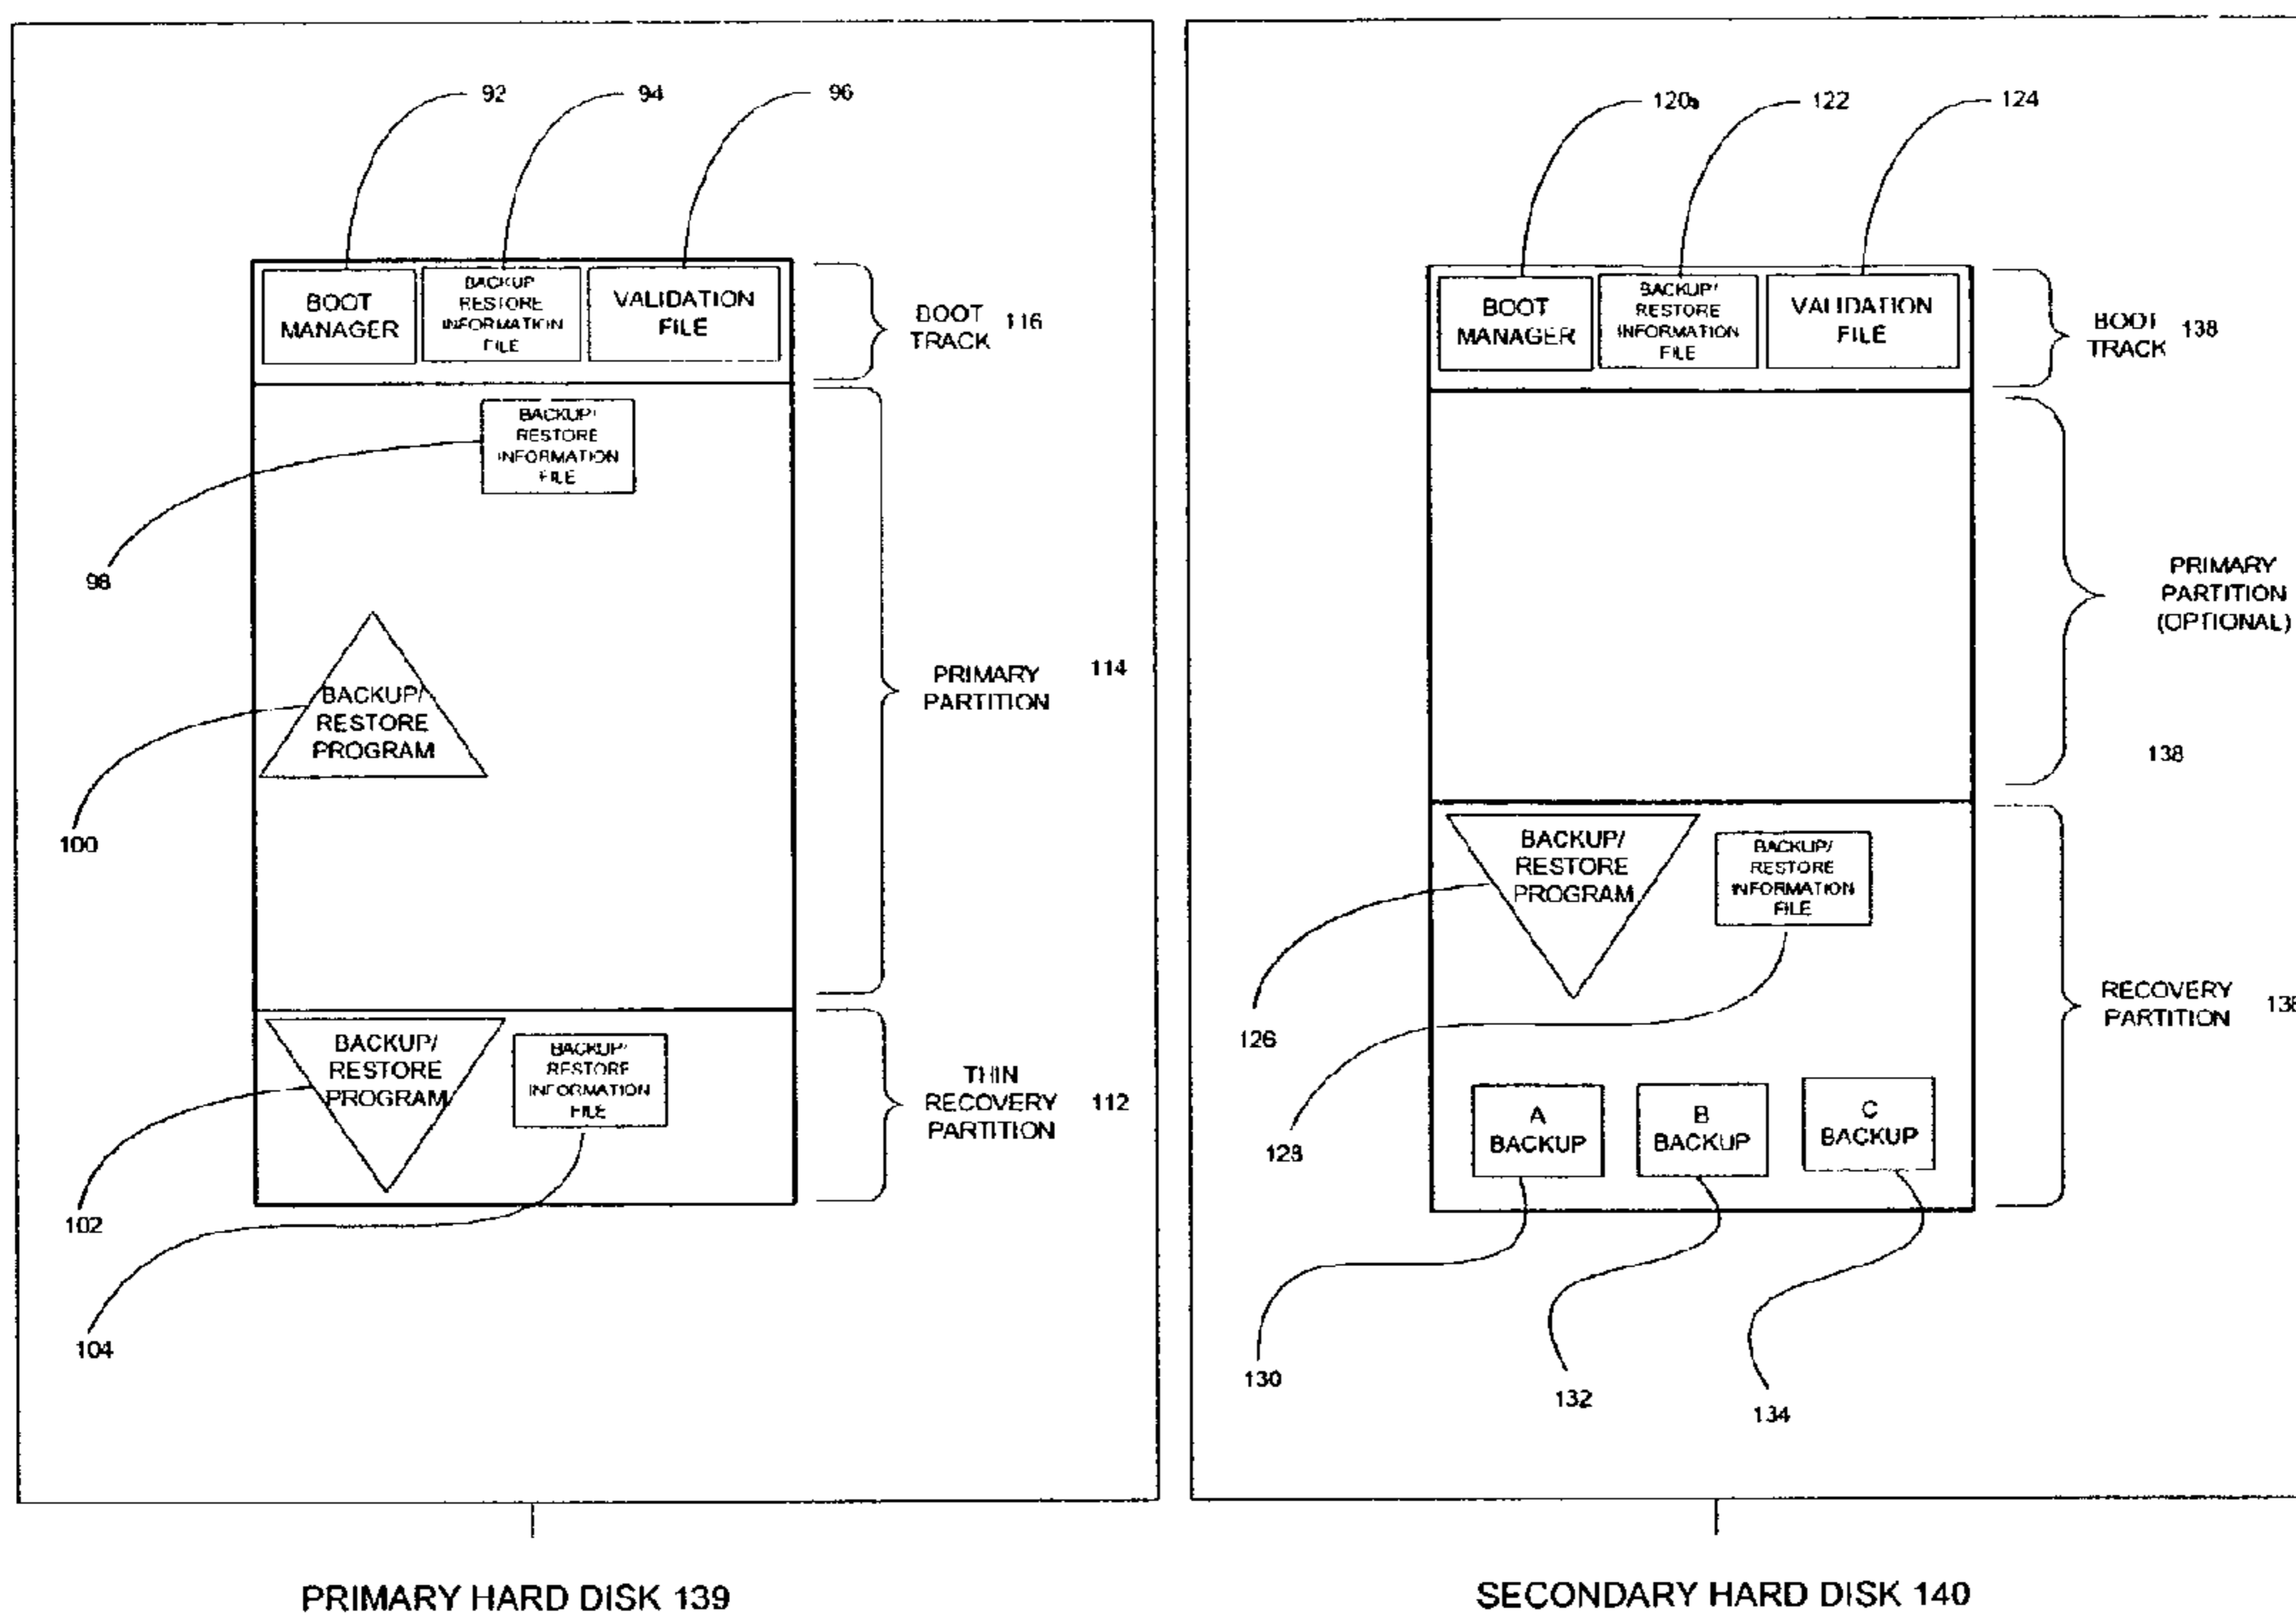 92
94
96
BOOT
MANAGER
BACKUP
RESTORE
INFORMATION
FILE
VALIDATION
FILE
BOOT
TRACK
116
BACKUP/
RESTORE
INFORMATION
FILE
98
BACKUP/
RESTORE
PROGRAM
100
PRIMARY
PARTITION
114
BACKUP/
RESTORE
PROGRAM
BACKUP/
RESTORE
INFORMATION
FILE
THIN
RECOVERY
PARTITION
112
102
104
PRIMARY HARD DISK 139
120a
122
124
BOOT
MANAGER
BACKUP/
RESTORE
INFORMATION
FILE
VALIDATION
FILE
BOOT
TRACK
138
PRIMARY
PARTITION
(OPTIONAL)
138
BACKUP/
RESTORE
PROGRAM
BACKUP/
RESTORE
INFORMATION
FILE
126
128
RECOVERY
PARTITION
A
BACKUP
B
BACKUP
C
BACKUP
130
132
134
SECONDARY HARD DISK 140